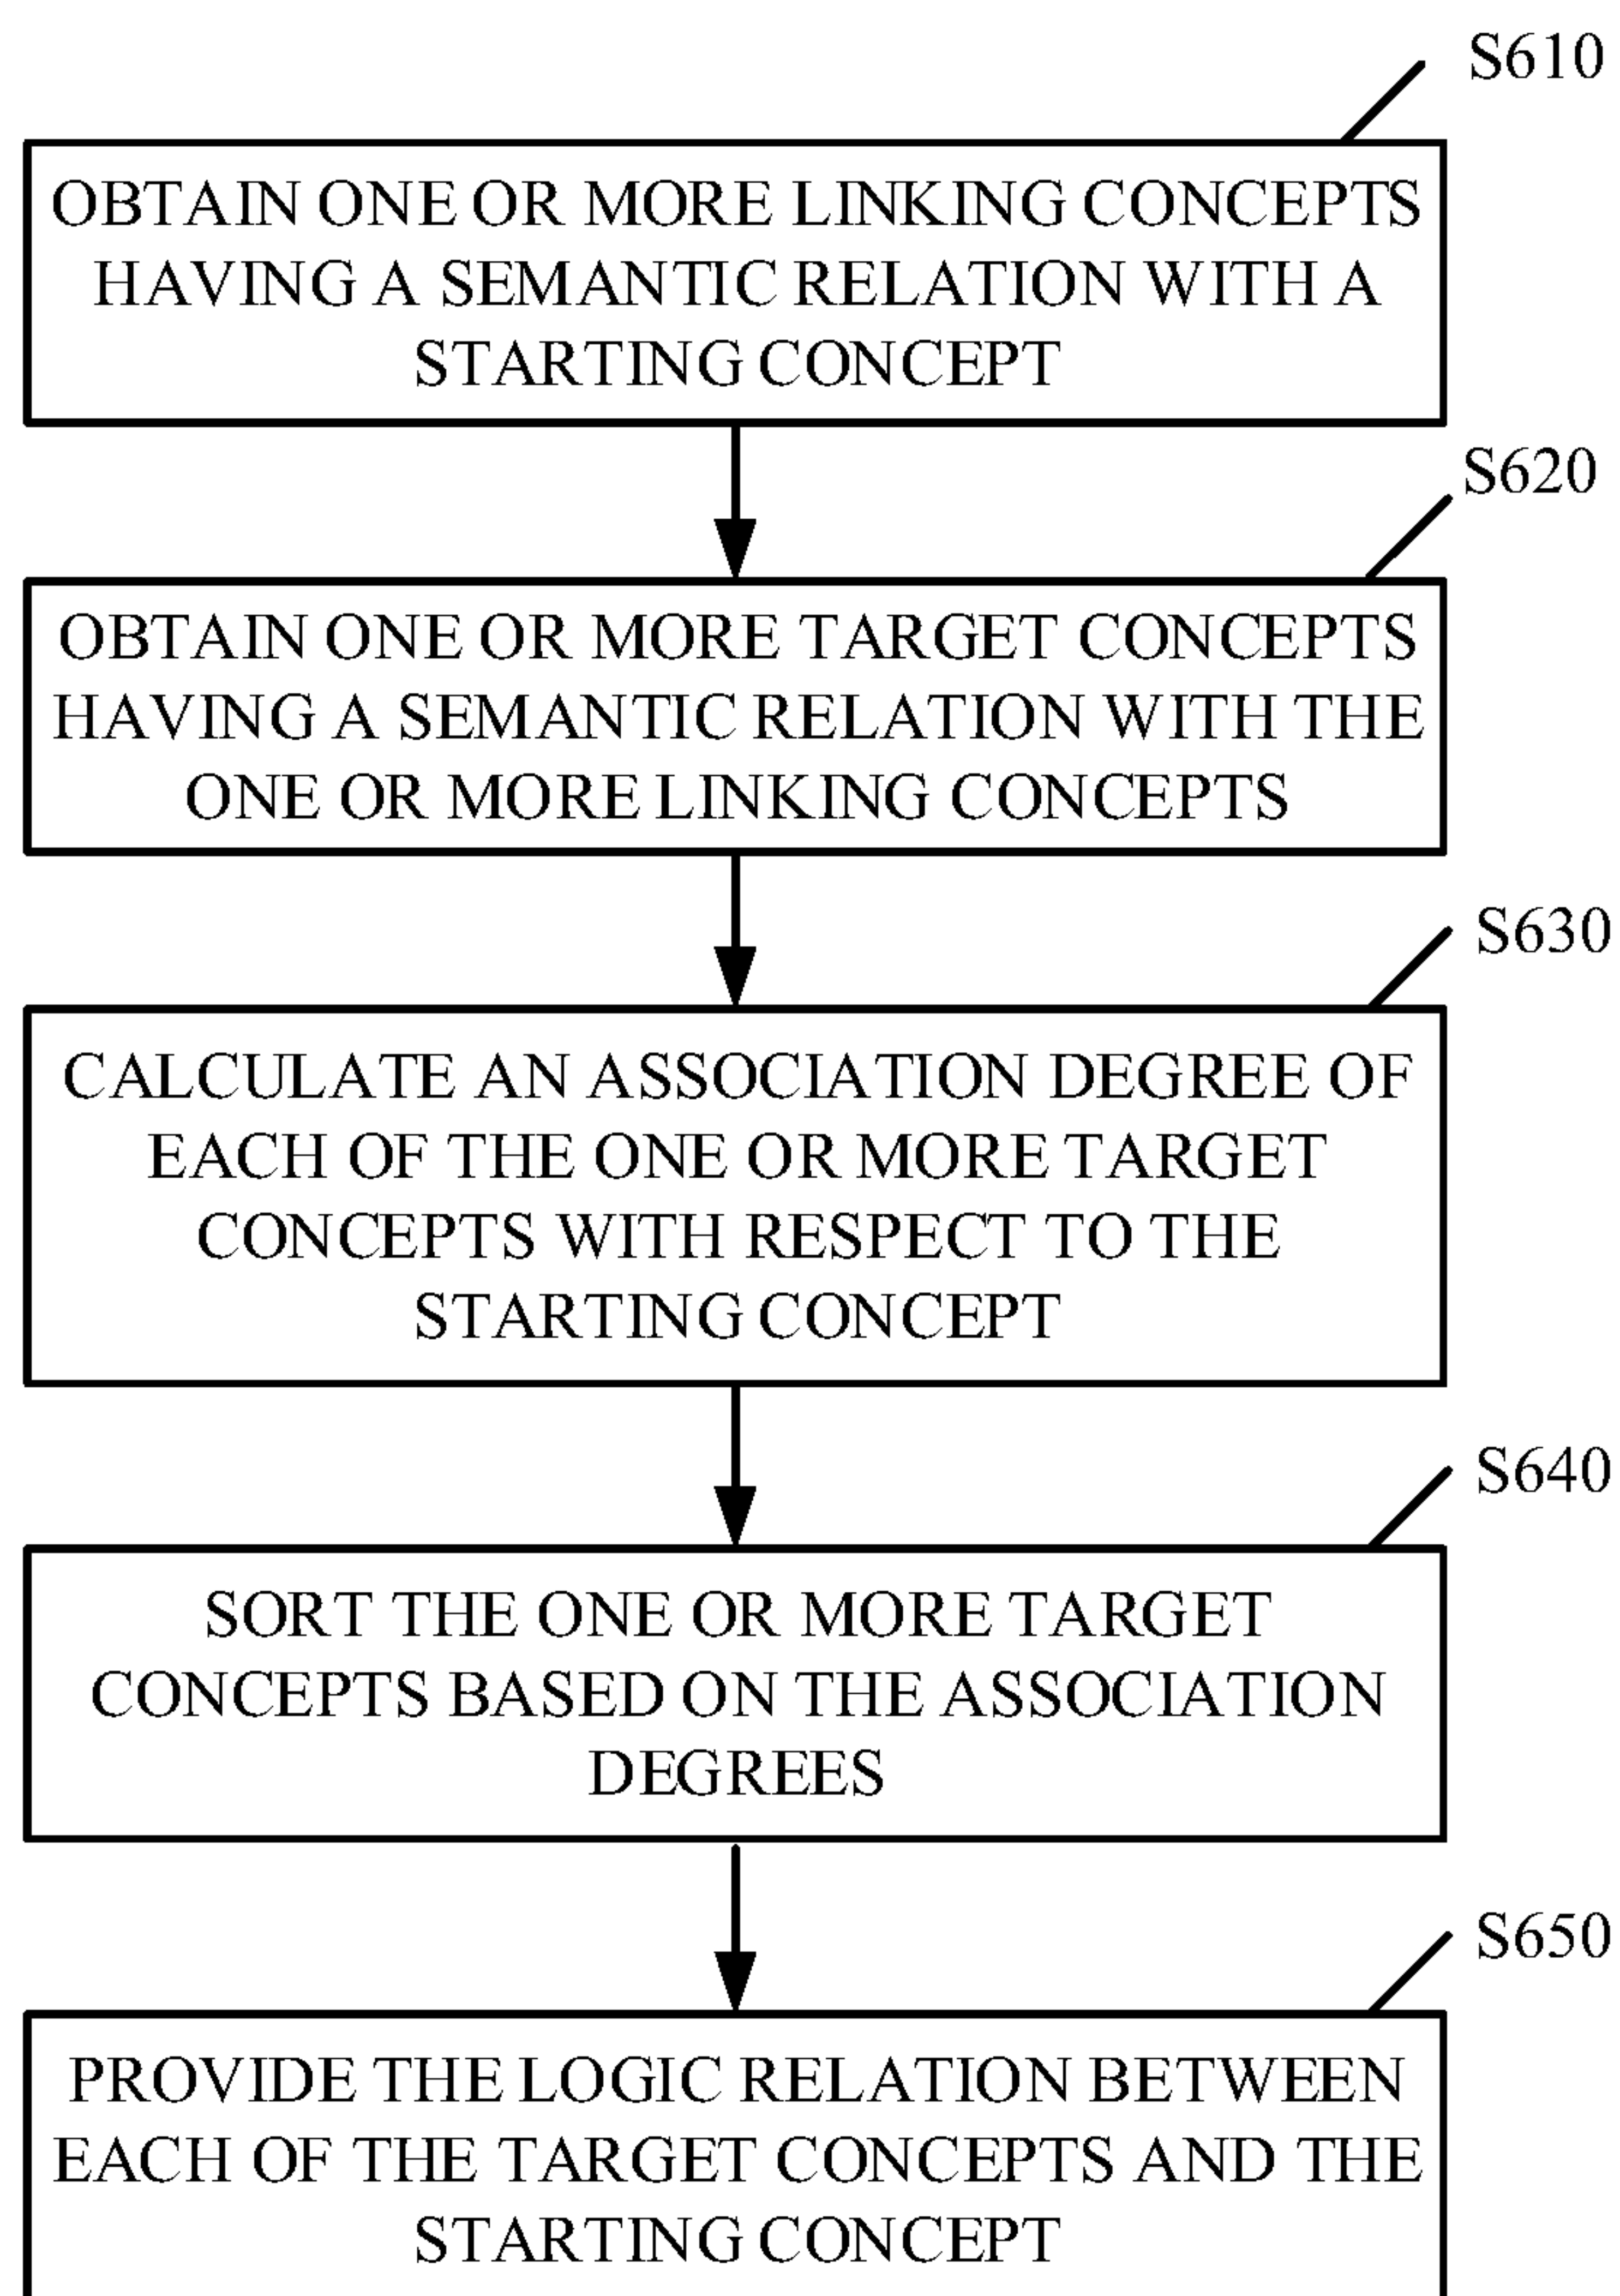 S610
OBTAIN ONE OR MORE LINKING CONCEPTS
HAVING A SEMANTIC RELATION WITH A
STARTING CONCEPT
S620
OBTAIN ONE OR MORE TARGET CONCEPTS
HAVING A SEMANTIC RELATION WITH THE
ONE OR MORE LINKING CONCEPTS
S630
CALCULATE AN ASSOCIATION DEGREE OF
EACH OF THE ONE OR MORE TARGET
CONCEPTS WITH RESPECT TO THE
STARTING CONCEPT
S640
SORT THE ONE OR MORE TARGET
CONCEPTS BASED ON THE ASSOCIATION
DEGREES
S650
PROVIDE THE LOGIC RELATION BETWEEN
EACH OF THE TARGET CONCEPTS AND THE
STARTING CONCEPT